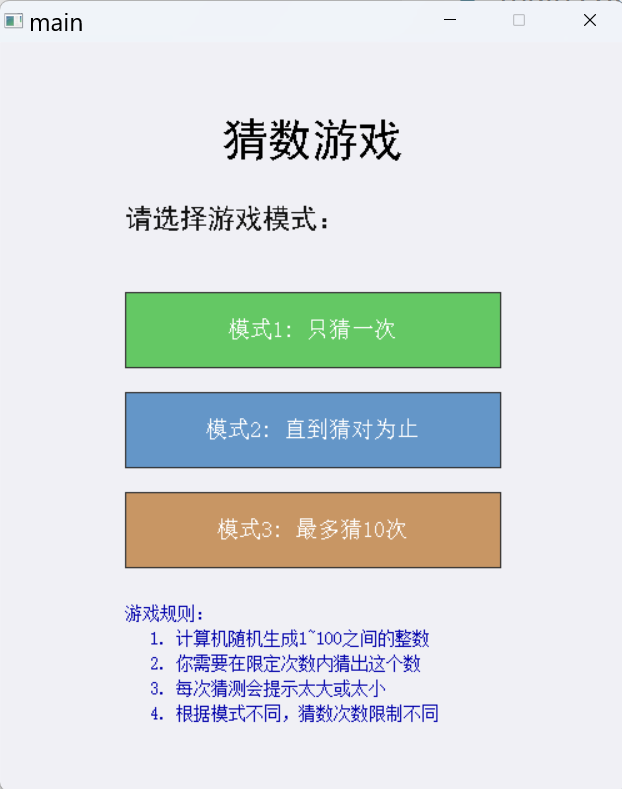 main
猜数游戏
请选择游戏模式：
模式1: 只猜一次
模式2: 直到猜对为止
模式3: 最多猜10次
游戏规则：
1. 计算机随机生成1~100之间的整数
2. 你需要在限定次数内猜出这个数
3. 每次猜测会提示太大或太小
4. 根据模式不同，猜数次数限制不同